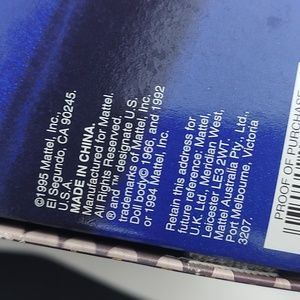 ©1995 Mattel, Inc.,
El Segundo, CA 90245.
U.S.A.
MADE IN CHINA.
Manufactured for Mattel.
All Rights Reserved.
® and ™ designate U.S.
trademarks of Mattel, Inc.
Doll body© 1966, and 1992
or 1994 Mattel, Inc.
Retain this address for
future reference: Mattel
U.K. Ltd., Meridian West,
Leicester LE3 2WT.
Mattel Australia Pty., Ltd.,
Port Melbourne, Victoria
3207.
PROOF OF PURCHASE